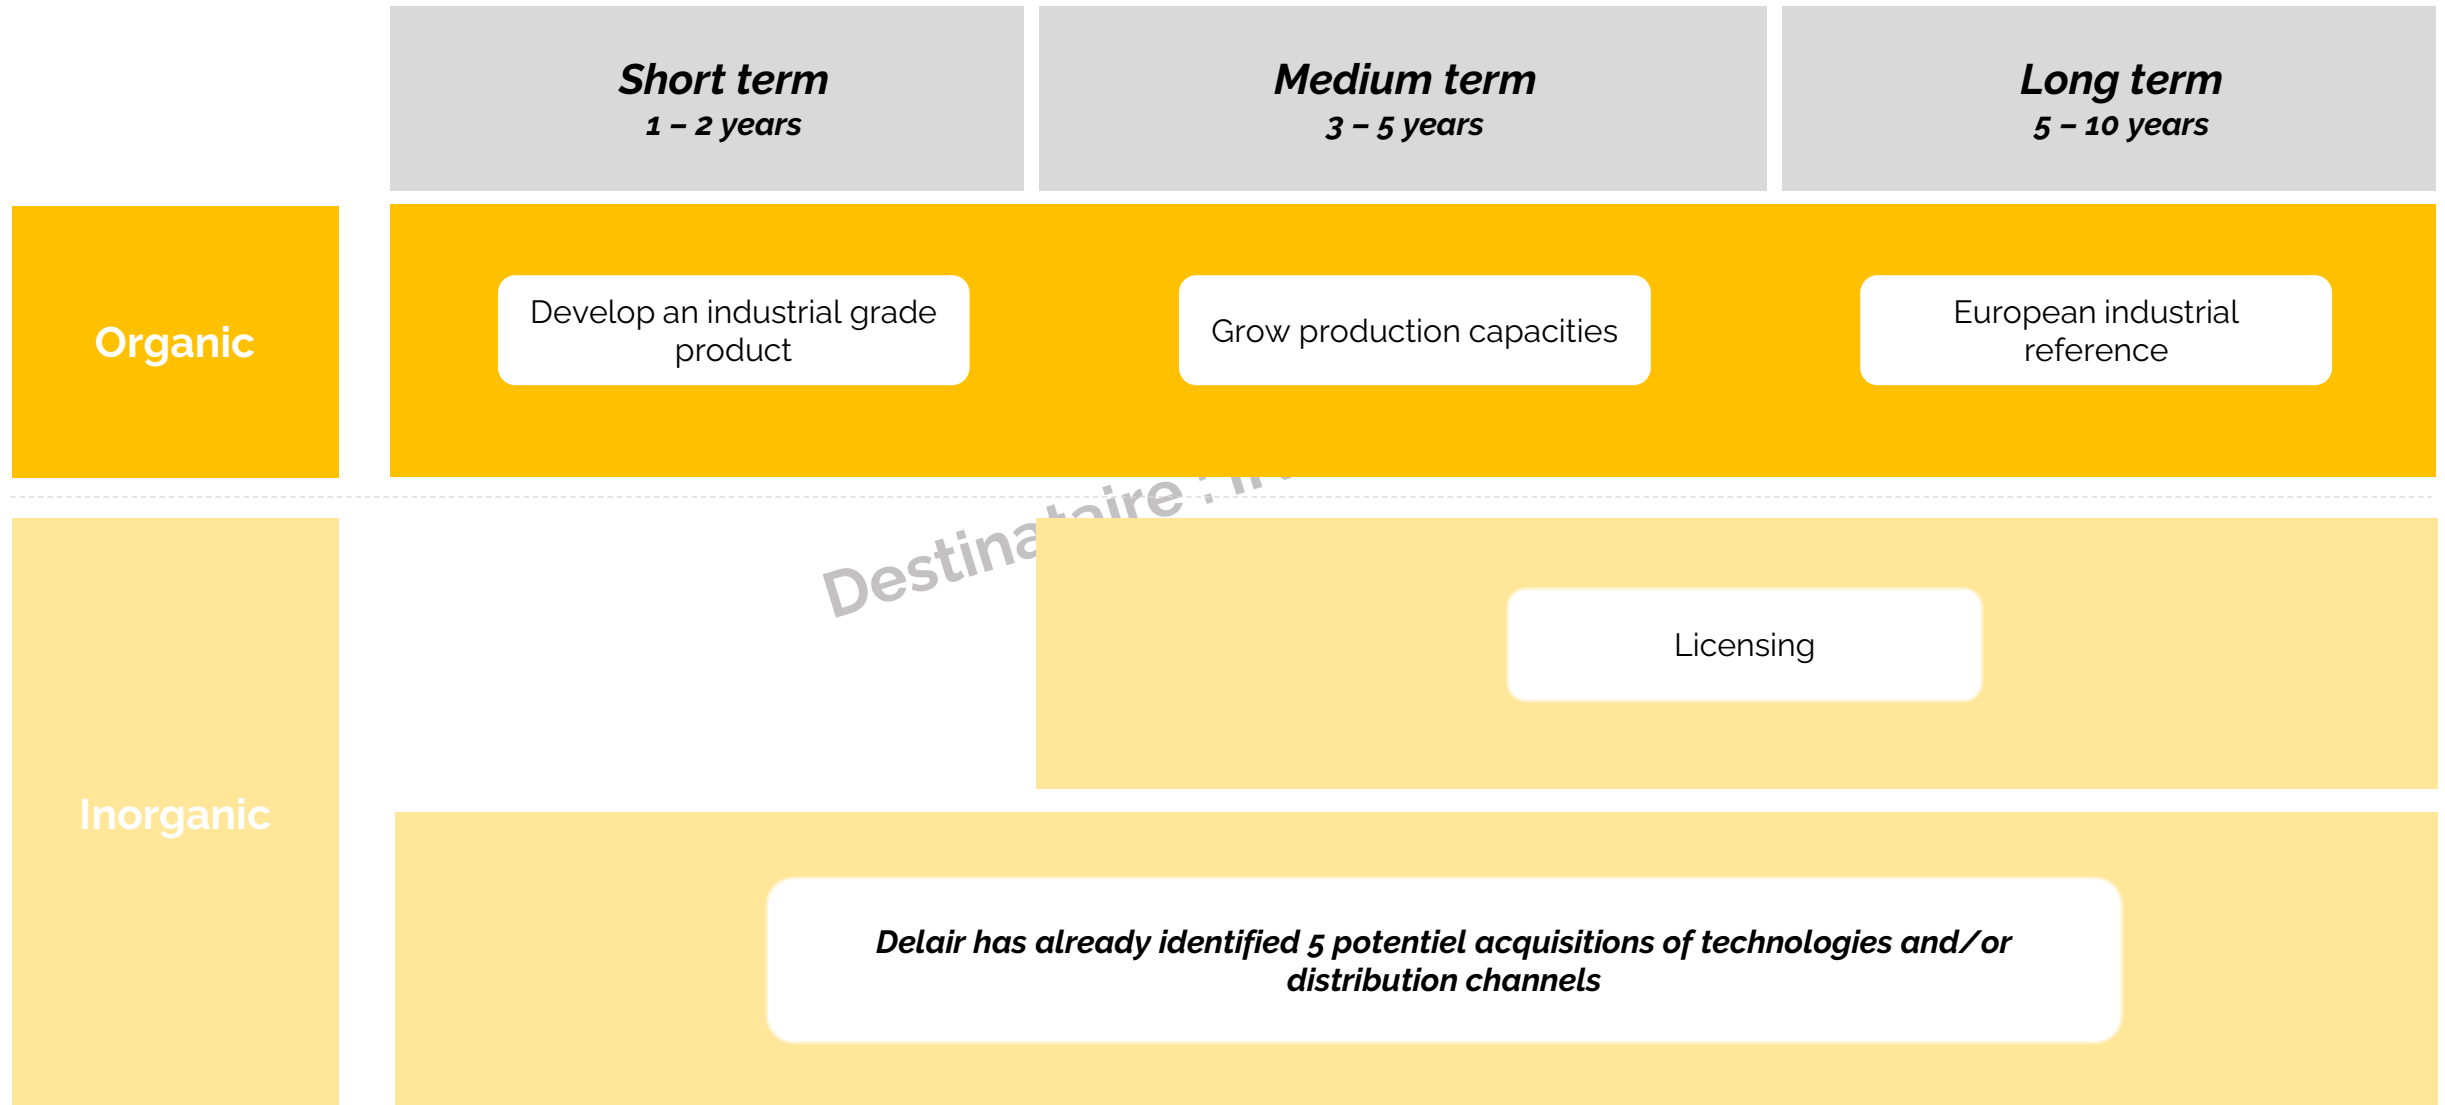 Short term
1 – 2 years
Medium term
3 – 5 years
Long term
5 – 10 years
Organic
Develop an industrial grade
product
Grow production capacities
European industrial
reference
Destinataire :
Inorganic
Licensing
Delair has already identified 5 potentiel acquisitions of technologies and/or
distribution channels